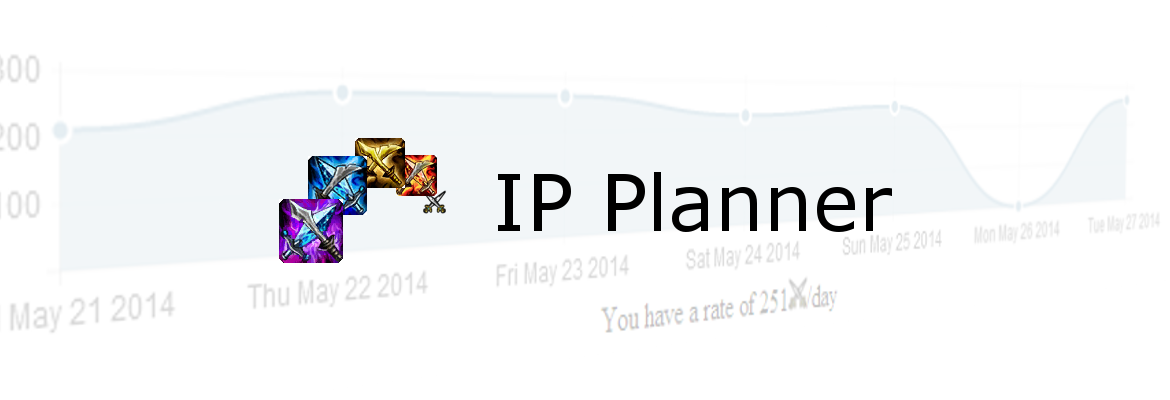 300
200
100
IP Planner
May 21 2014
Thu May 22 2014
Fri May 23 2014
Sat May 24 2014
Sun May 25 2014
Mon May 26 2014
Tue May 27 2014
You have a rate of 251/day